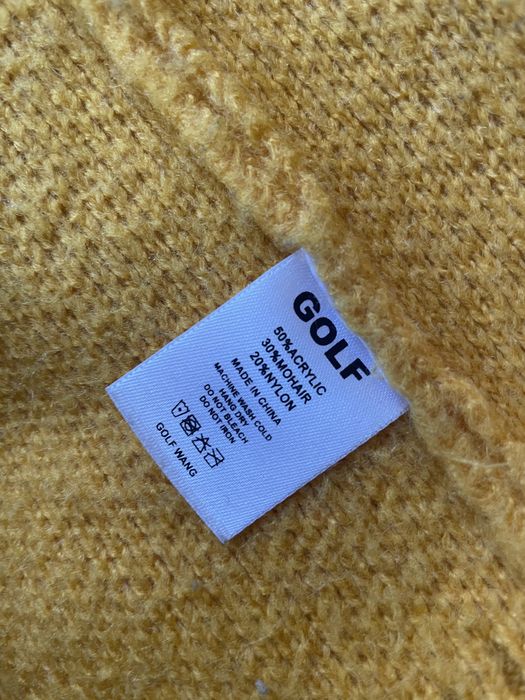 GOLF
50%ACRYLIC
30%MOHAIR
20%NYLON
MADE IN CHINA
MACHINE WASH COLD
HANG DRY
DO NOT BLEACH
DO NOT IRON
GOLF WANG